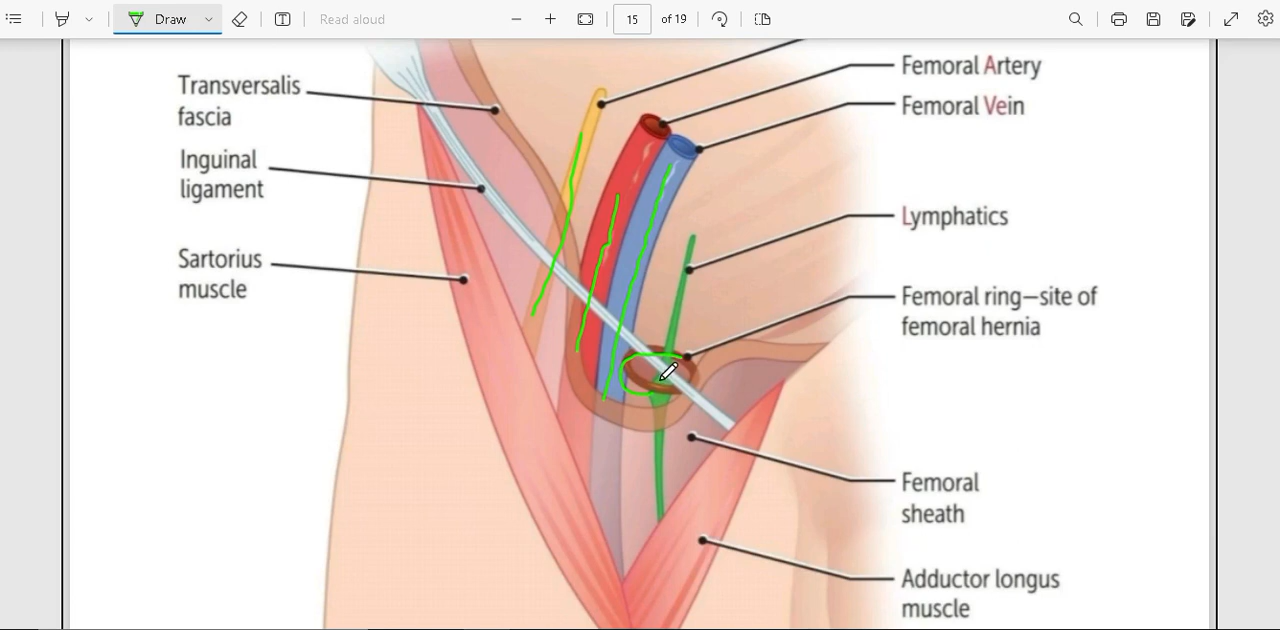 Draw
Read aloud
15
of 19
Transversalis
fascia
Inguinal
ligament
Sartorius
muscle
Femoral Artery
Femoral Vein
Lymphatics
Femoral ring—site of
femoral hernia
Femoral
sheath
Adductor longus
muscle